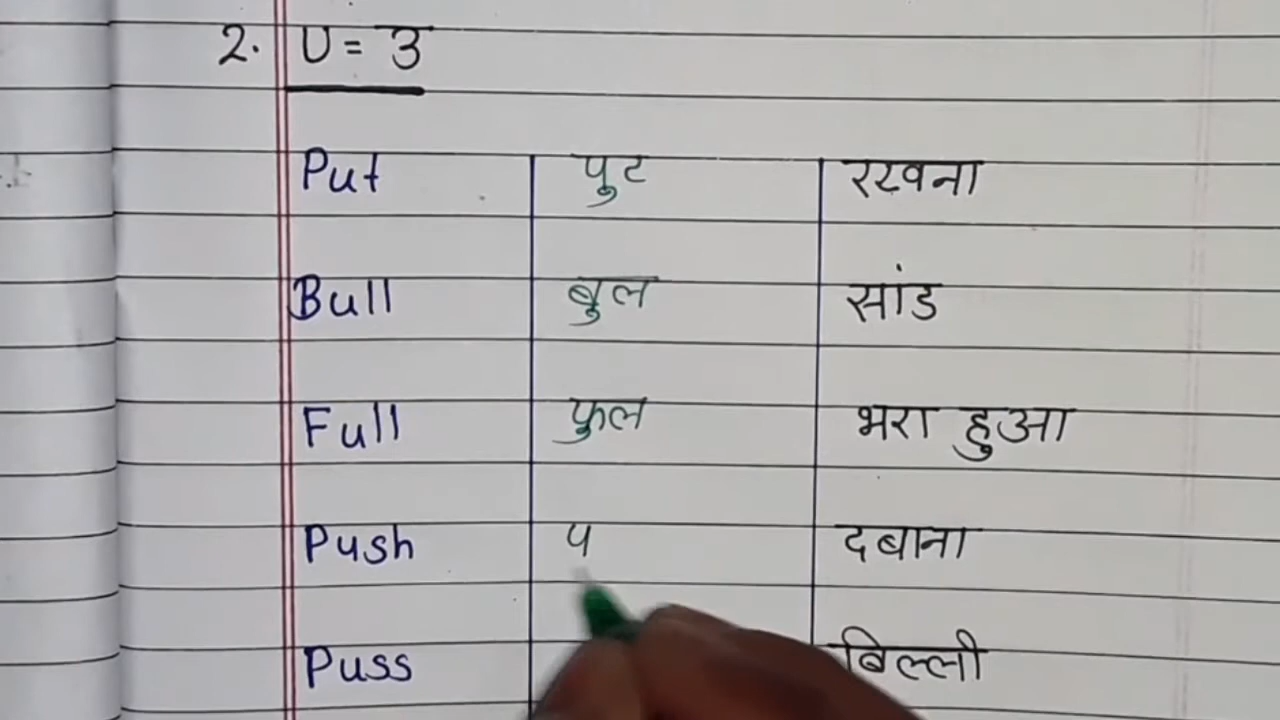 2. U = उ
Put पुट रखना
Bull बुल सांड
Full फुल भरा हुआ
Push प दबाना
Puss बिल्ली